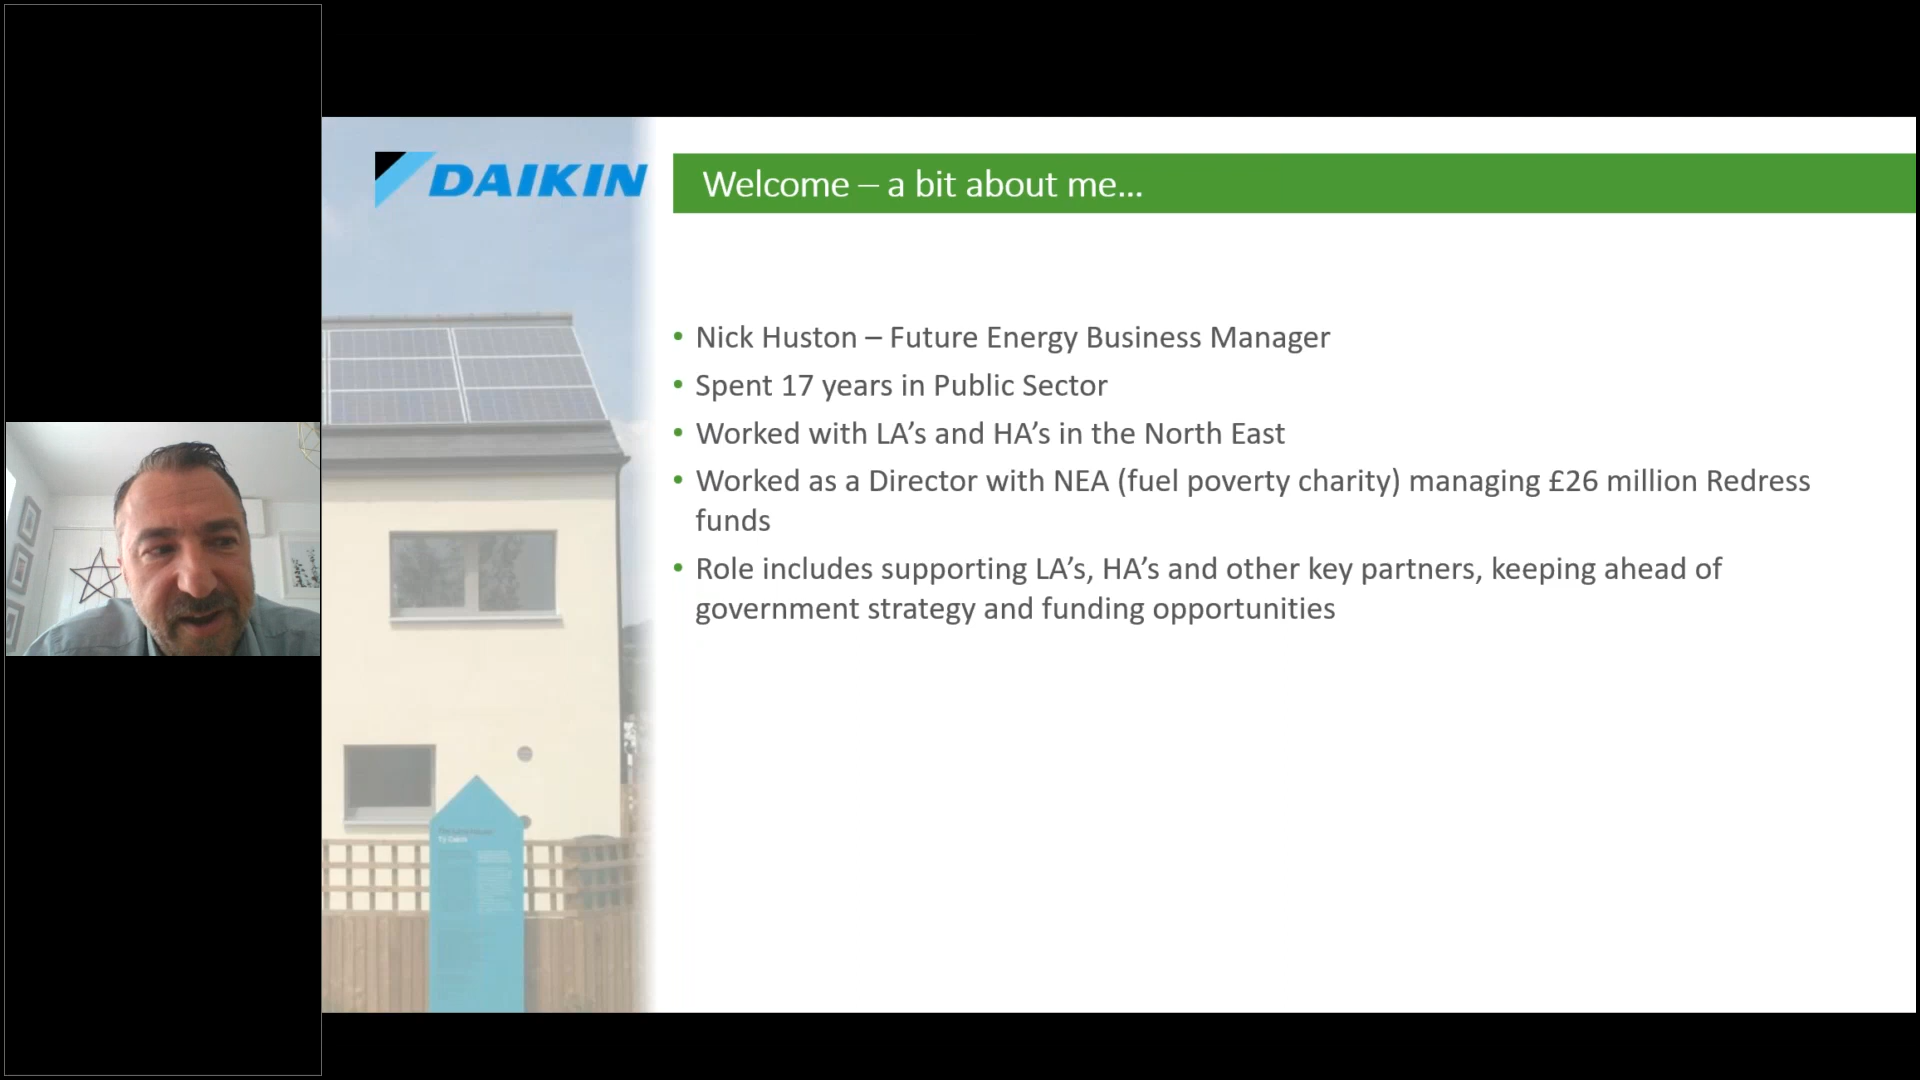 DAIKIN
Welcome – a bit about me...
• Nick Huston – Future Energy Business Manager
• Spent 17 years in Public Sector
• Worked with LA’s and HA’s in the North East
• Worked as a Director with NEA (fuel poverty charity) managing £26 million Redress
funds
• Role includes supporting LA’s, HA’s and other key partners, keeping ahead of
government strategy and funding opportunities